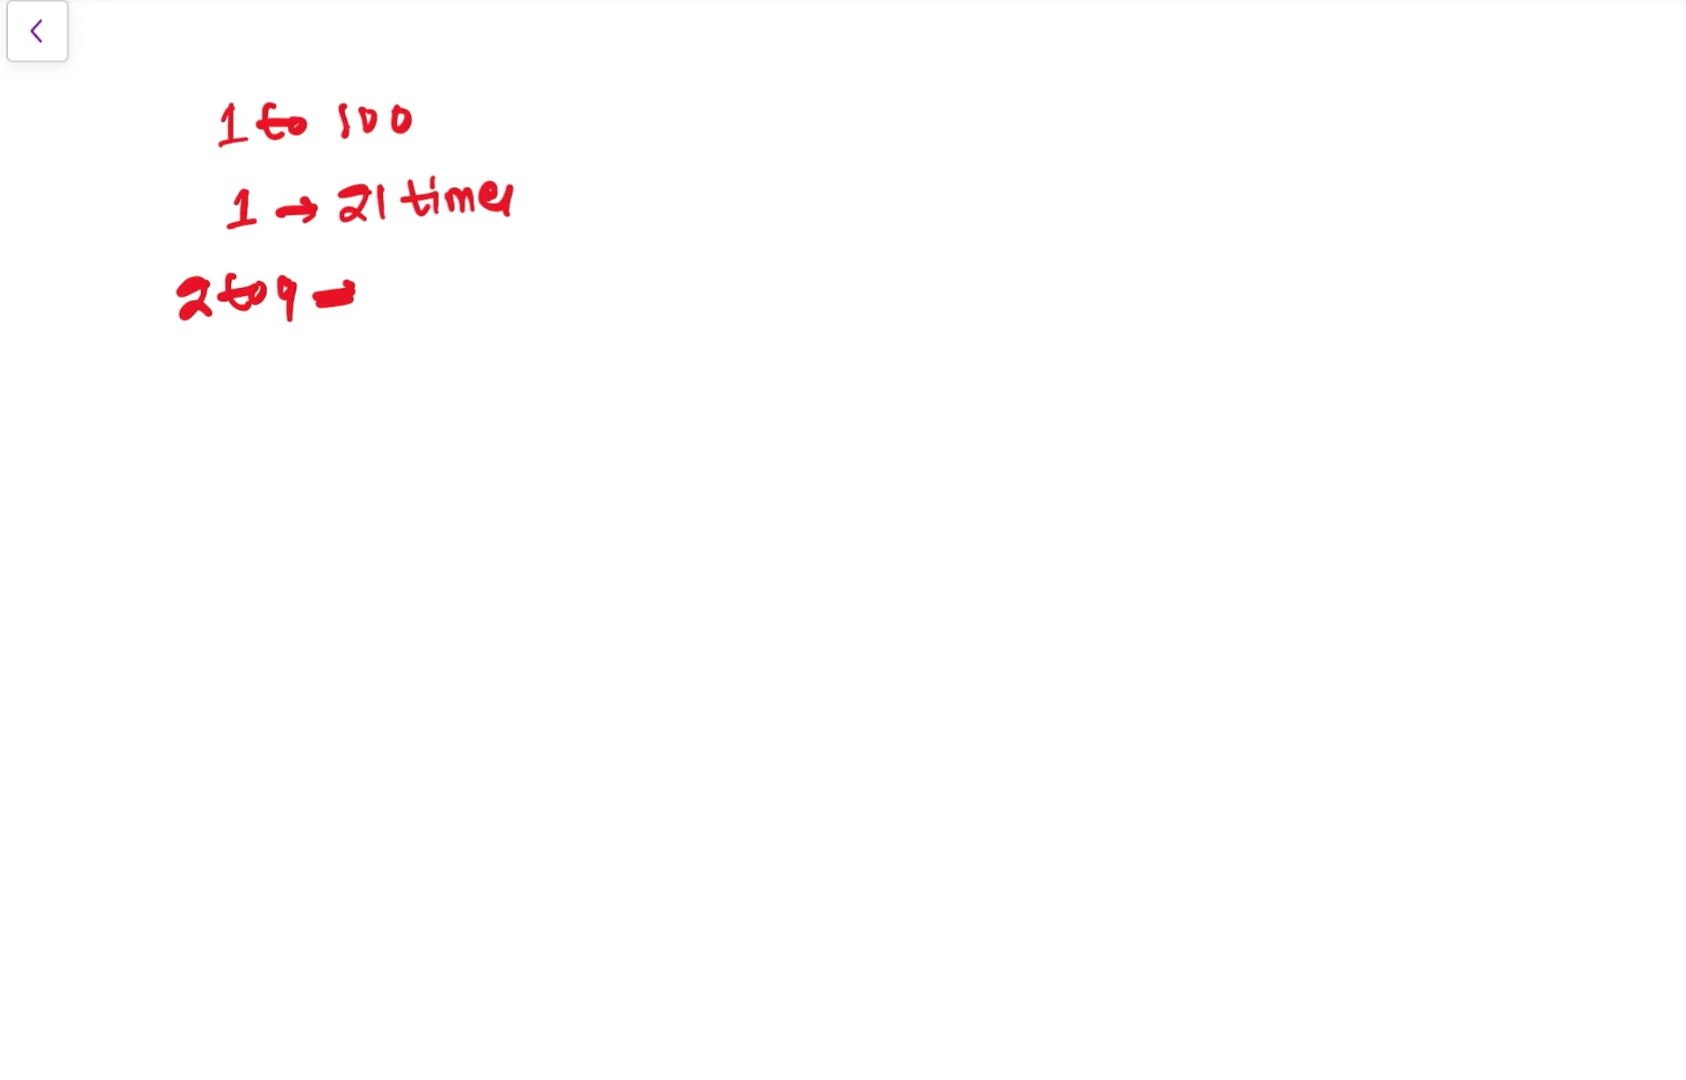 1 to 100
1 → 21 times
2 to 9 →